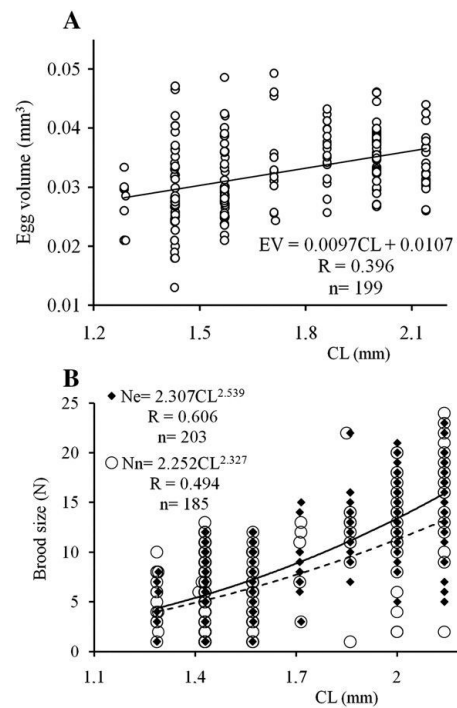 A
0.05
0.04
0.03
0.02
0.01
Egg volume (mm³)
EV = 0.0097CL + 0.0107
R = 0.396
n= 199
1.2 1.5 1.8 2.1
CL (mm)
B
Ne= 2.307CL^2.539
R = 0.606
n= 203
Nn= 2.252CL^2.327
R = 0.494
n= 185
25
20
15
10
5
0
Brood size (N)
1.1 1.4 1.7 2
CL (mm)